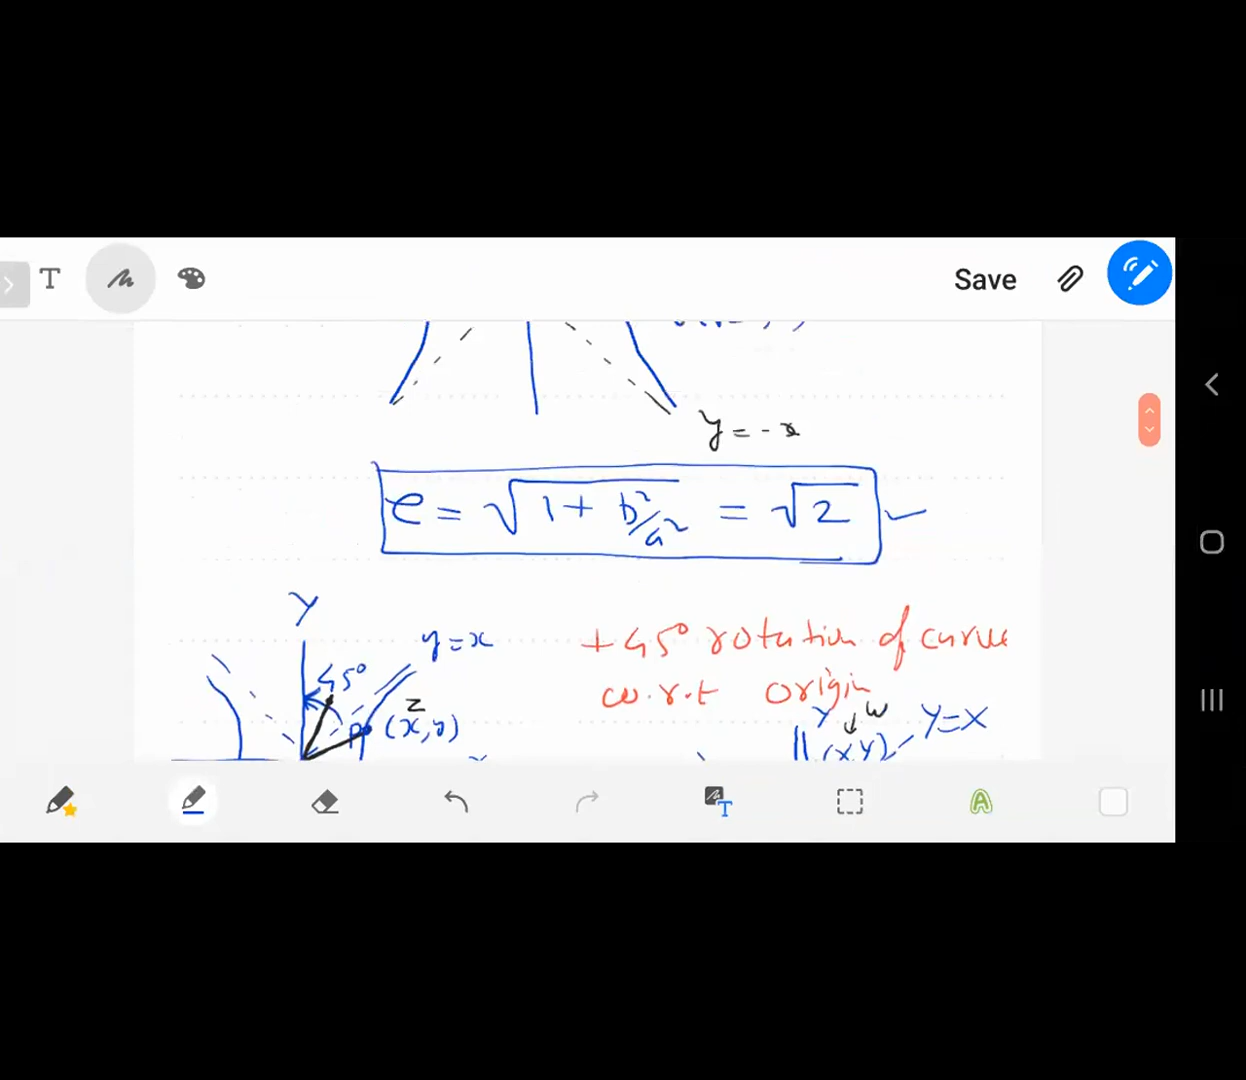 T
Save
y = - x
e = √(1 + b²/a²) = √2
Y
y = x
45°
+45° rotation of curve
w.r.t origin
z
P (x, y)
Y
w
(X,Y)
Y=X
T
A